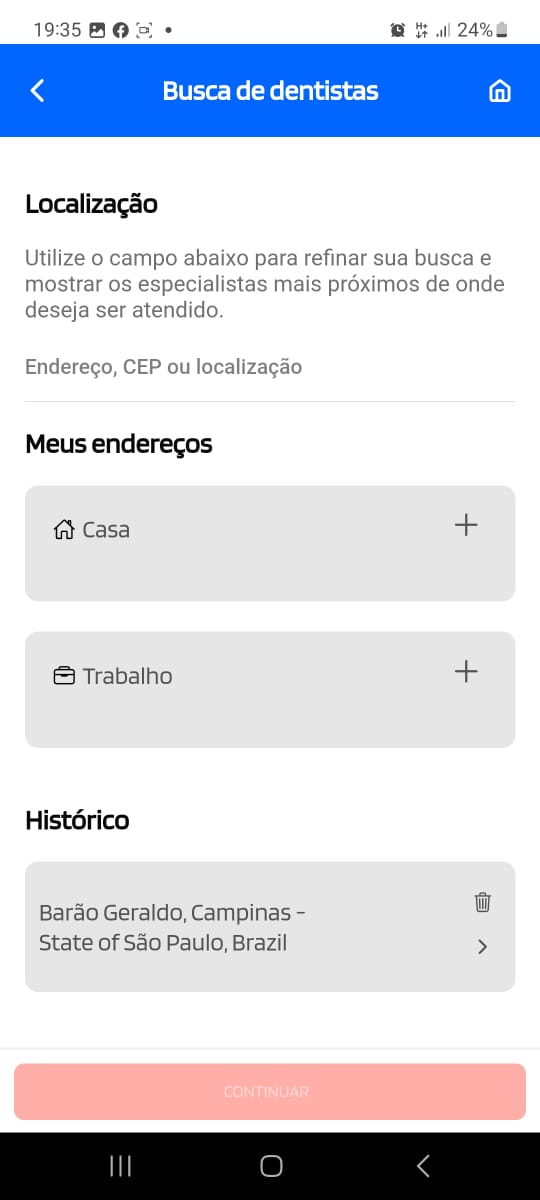 19:35
24%
Busca de dentistas
Localização
Utilize o campo abaixo para refinar sua busca e
mostrar os especialistas mais próximos de onde
deseja ser atendido.
Endereço, CEP ou localização
Meus endereços
Casa
Trabalho
Histórico
Barão Geraldo, Campinas -
State of São Paulo, Brazil
CONTINUAR